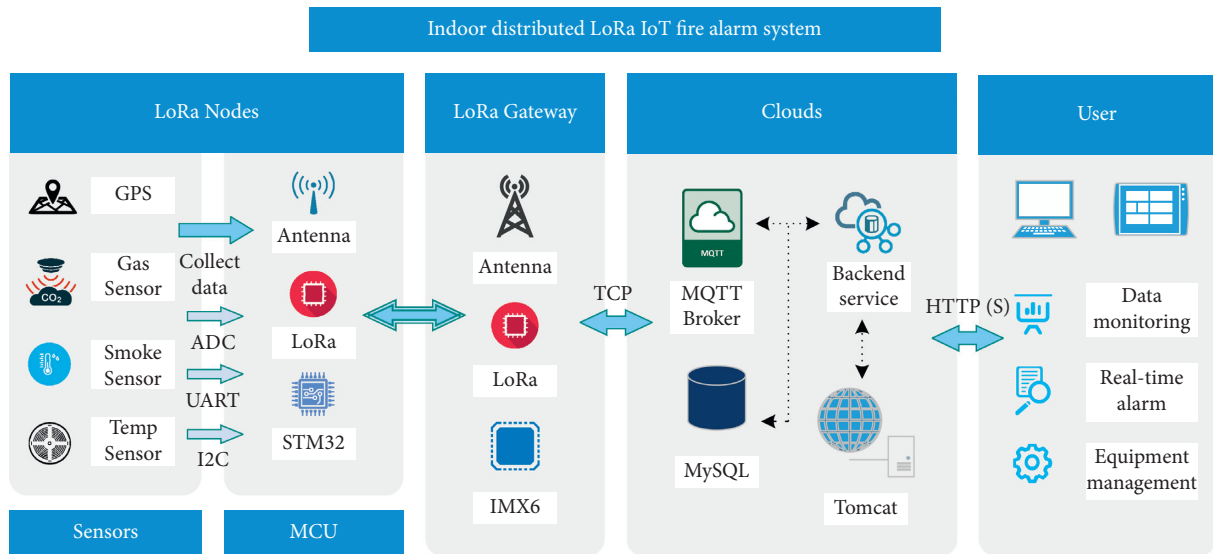 Indoor distributed LoRa IoT fire alarm system
LoRa Nodes
LoRa Gateway
Clouds
User
GPS
Gas
Sensor
CO2
Smoke
Sensor
Temp
Sensor
Collect
data
ADC
UART
I2C
Antenna
LoRa
STM32
Antenna
LoRa
IMX6
TCP
MQTT
MQTT
Broker
MySQL
Backend
service
Tomcat
HTTP (S)
Data
monitoring
Real-time
alarm
Equipment
management
Sensors
MCU